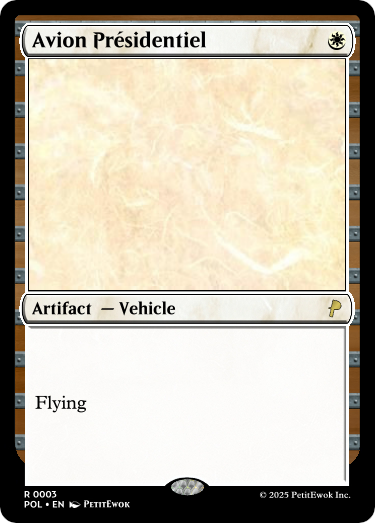 Avion Présidentiel
Artifact — Vehicle
Flying
R 0003
POL • EN PETITEWOK
© 2025 PetitEwok Inc.